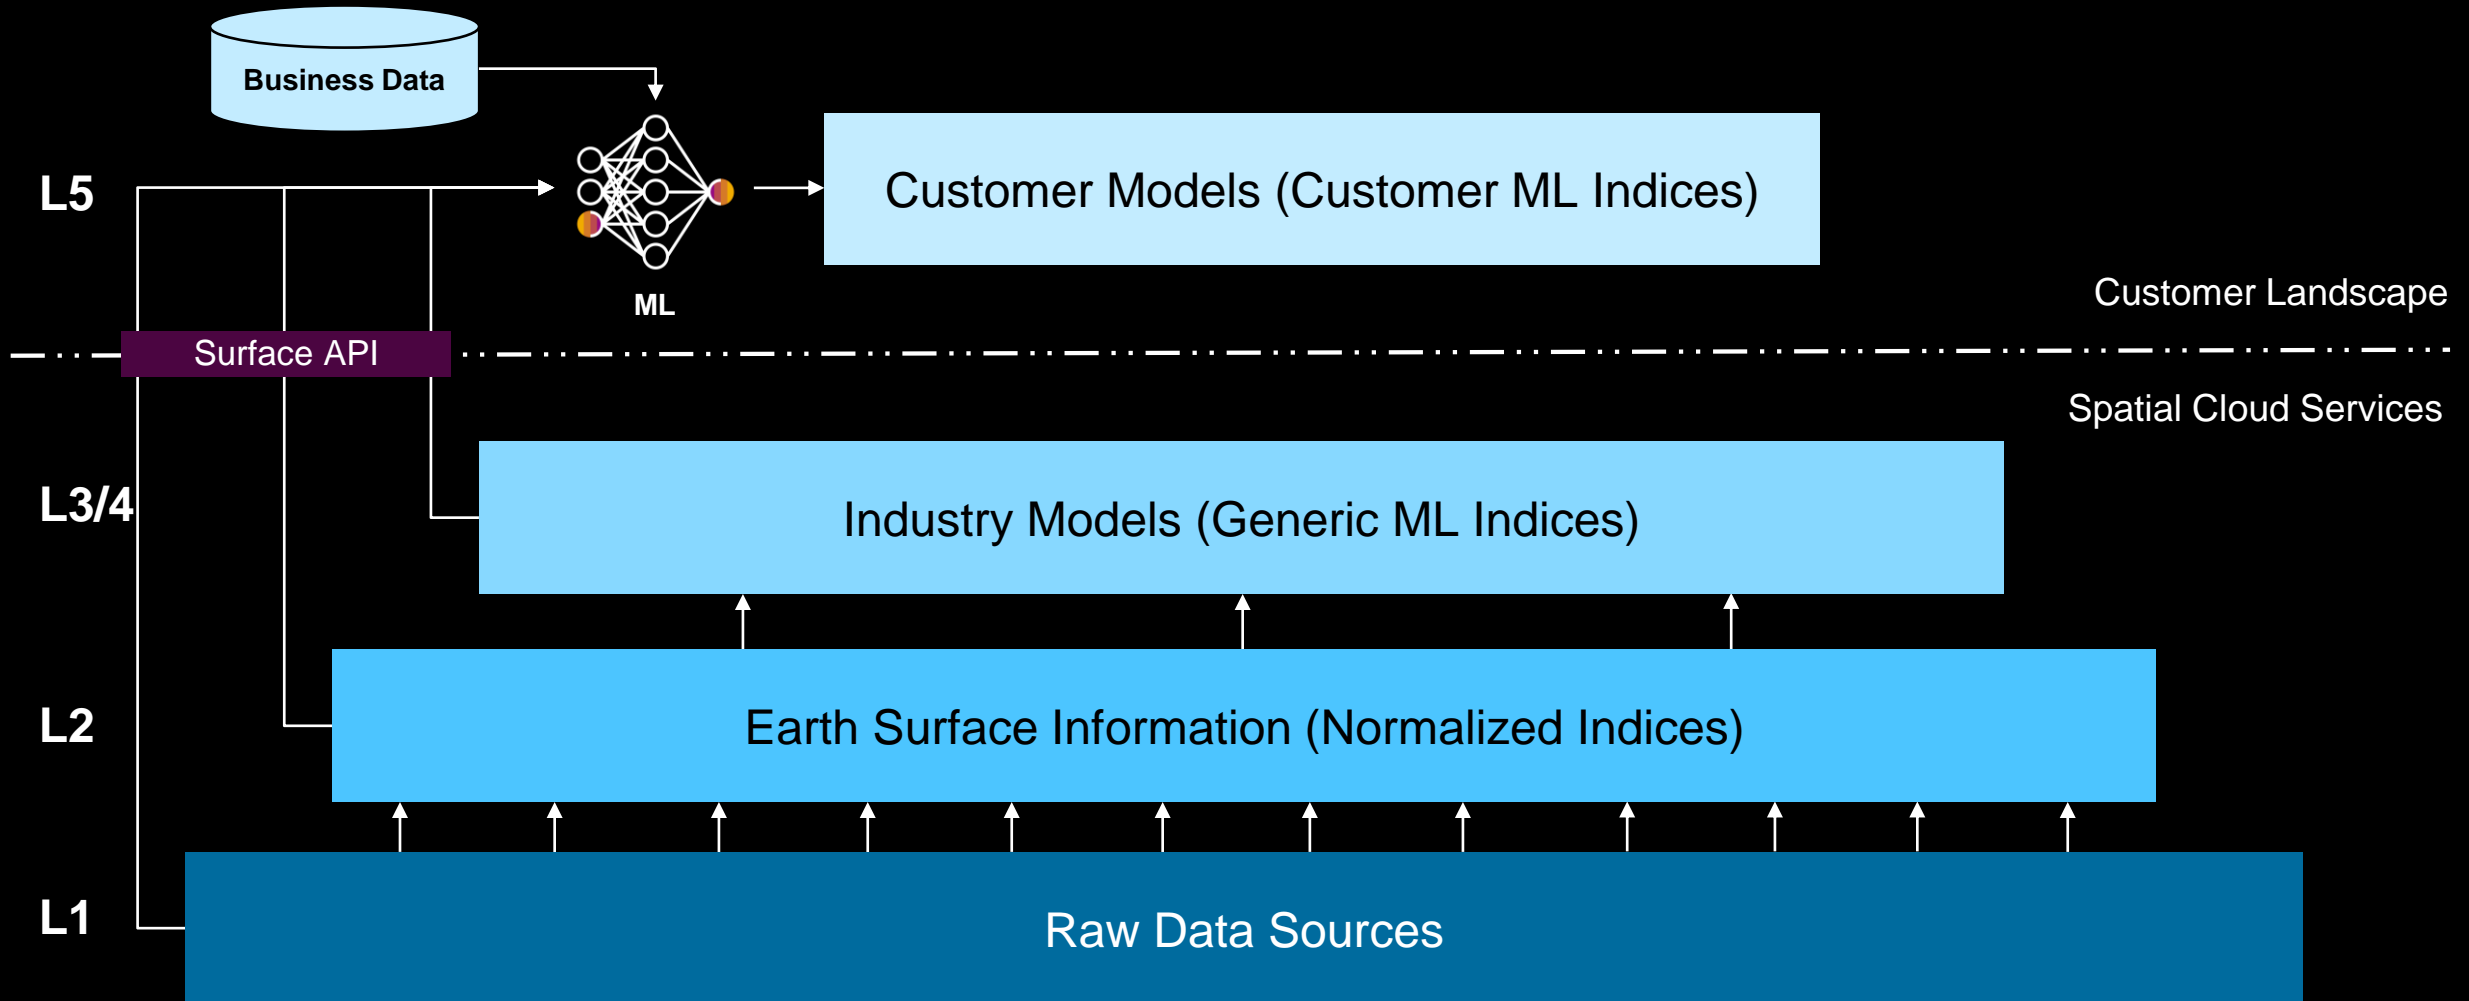 Business Data
L5
Customer Models (Customer ML Indices)
ML
Customer Landscape
Surface API
Spatial Cloud Services
L3/4
Industry Models (Generic ML Indices)
L2
Earth Surface Information (Normalized Indices)
L1
Raw Data Sources